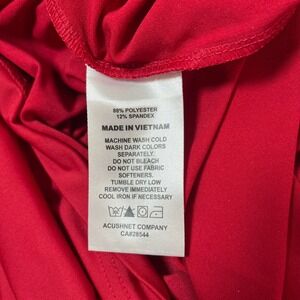 88% POLYESTER
12% SPANDEX
MADE IN VIETNAM
MACHINE WASH COLD
WASH DARK COLORS
SEPARATELY.
DO NOT BLEACH
DO NOT USE FABRIC
SOFTENERS.
TUMBLE DRY LOW
REMOVE IMMEDIATELY
COOL IRON IF NECESSARY
ACUSHNET COMPANY
CA#28544